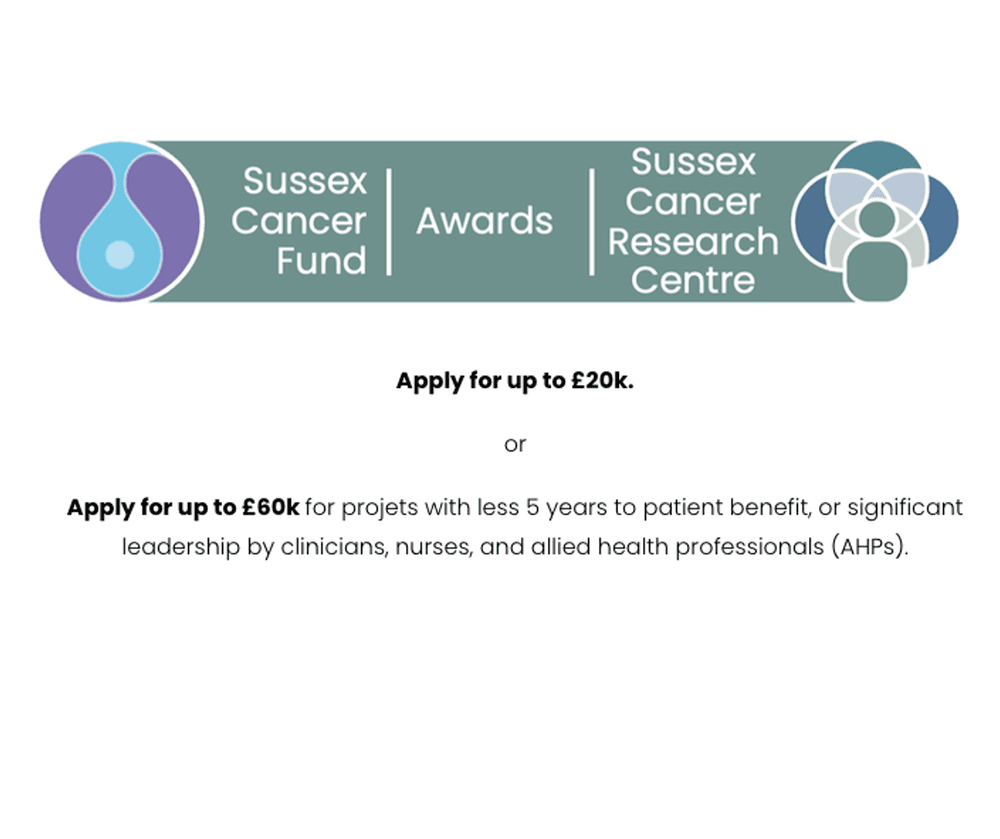 Sussex
Cancer
Fund
Awards
Sussex
Cancer
Research
Centre
Apply for up to £20k.
or
Apply for up to £60k for projets with less 5 years to patient benefit, or significant
leadership by clinicians, nurses, and allied health professionals (AHPs).